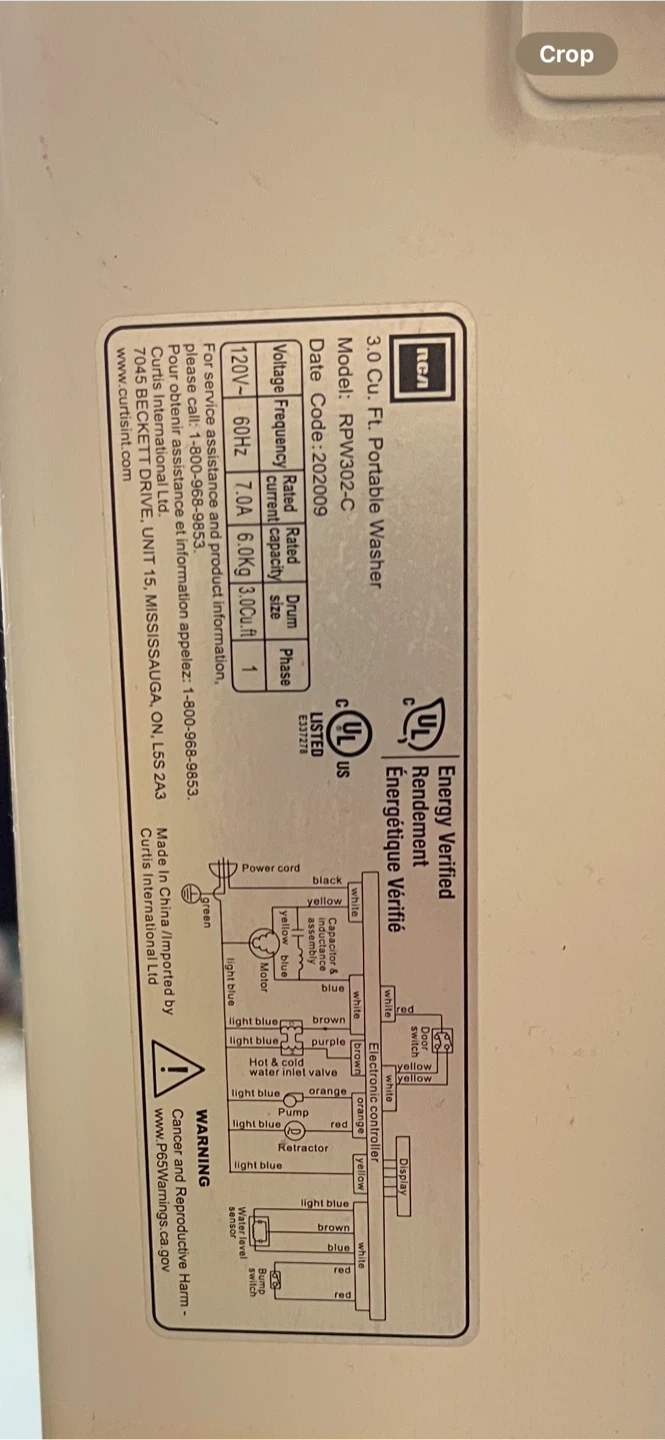 Crop
RCA
3.0 Cu. Ft. Portable Washer
Model: RPW302-C
Date Code:202009
Voltage Frequency Rated current Rated capacity Drum size Phase
120V~ 60Hz 7.0A 6.0Kg 3.0Cu.ft 1
For service assistance and product information,
please call: 1-800-968-9853.
Pour obtenir assistance et information appelez: 1-800-968-9853.
Curtis International Ltd.
7045 BECKETT DRIVE, UNIT 15, MISSISSAUGA, ON, L5S 2A3
www.curtisint.com
C UL
Energy Verified
Rendement
Énergétique Vérifié
C UL US
LISTED
E337278
Made In China /Imported by
Curtis International Ltd
red
Door
switch
yellow
yellow
white
white
Display
Electronic controller
white
white
brown
orange
yellow
white
black
yellow
Capacitor &
inductance
assembly
yellow
blue
blue
brown
purple
orange
red
light blue
brown
blue
red
red
Power cord
Motor
light blue
light blue
Hot & cold
water inlet valve
light blue
Pump
light blue
Retractor
light blue
light blue
green
Water level
sensor
Bump
switch
WARNING
Cancer and Reproductive Harm -
www.P65Warnings.ca.gov